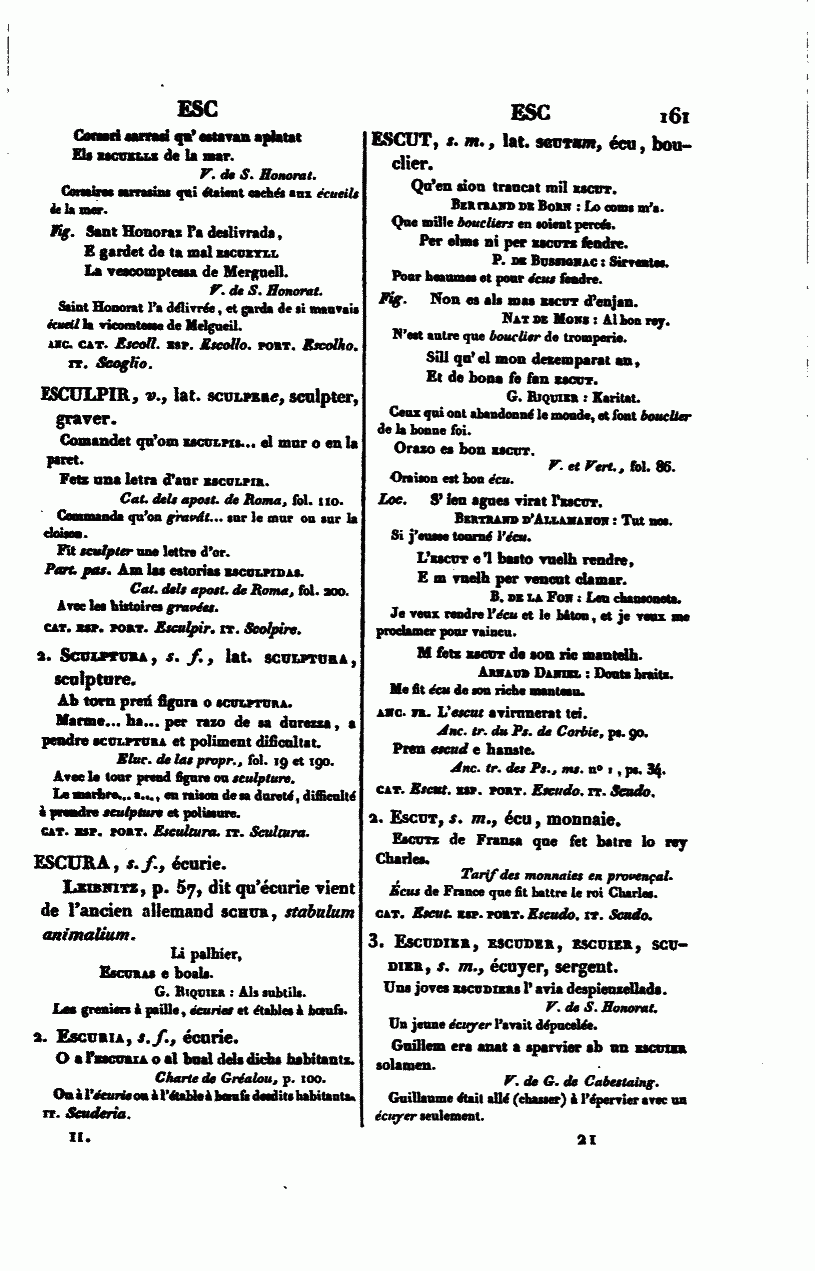 ESC
Corsari sarrasi qu' estavan aplatat
Els ESCUELLS de la mar.
V. de S. Honorat.
Corsaires sarrasins qui étaient cachés aux écueils
de la mer.
Fig. Sant Honoraz l'a deslivrada,
E gardet de ta mal ESCUEYLL
La vescomptessa de Merguell.
V. de S. Honorat.
Saint Honorat l'a délivrée, et garda de si mauvais
écueil la vicomtesse de Melgueil.
ANC. CAT. Escoll. ESP. Escollo. PORT. Escolho.
IT. Scoglio.
ESCULPIR, v., lat. SCULPERe, sculpter,
graver.
Comandet qu'om ESCULPIS... el mur o en la
paret.
Fetz una letra d'aur ESCULPIR.
Cat. dels apost. de Roma, fol. 110.
Commanda qu'on gravât... sur le mur ou sur la
cloison.
Fit sculpter une lettre d'or.
Part. pas. Am las estorias ESCULPIDAS.
Cat. dels apost. de Roma, fol. 200.
Avec les histoires gravées.
CAT. ESP. PORT. Esculpir. IT. Scolpire.
2. SCULPTURA, s. f., lat. SCULPTURA,
sculpture.
Ab torn pren figura o SCULPTURA.
Marme... ha... per razo de sa duressa, a
pendre SCULPTURA et poliment dificultat.
Eluc. de las propr., fol. 19 et 190.
Avec le tour prend figure ou sculpture.
Le marbre... a..., en raison de sa dureté, difficulté
à prendre sculpture et polissure.
CAT. ESP. PORT. Escultura. IT. Scultura.
ESCURA, s. f., écurie.
LEIBNITZ, p. 57, dit qu'écurie vient
de l'ancien allemand SCHUR, stabulum
animalium.
Li palhier,
ESCURAS e boals.
G. RIQUIER : Als subtils.
Les greniers à paille, écuries et étables à bœufs.
2. ESCURIA, s. f., écurie.
O a l'ESCURIA o al bual dels dichs habitants.
Charte de Gréalou, p. 100.
Ou à l'écurie ou à l'étable à bœufs desdits habitants.
IT. Scuderia.
II.
ESC 161
ESCUT, s. m., lat. SCUTUM, écu, bou-
clier.
Qu'en sion trancat mil ESCUT.
BERTRAND DE BORN : Lo coms m'a.
Que mille boucliers en soient percés.
Per elms ni per ESCUTS fendre.
P. DE BUSSIGNAC : Sirventes.
Pour heaumes et pour écus fendre.
Fig. Non es als mas ESCUT d'enjan.
NAT DE MONS : Al bon rey.
N'est autre que bouclier de tromperie.
Sill qu' el mon dezemparat an,
Et de bona fe fan ESCUT.
G. RIQUIER : Karitat.
Ceux qui ont abandonné le monde, et font bouclier
de la bonne foi.
Orazo es bon ESCUT.
V. et Vert., fol. 86.
Oraison est bon écu.
Loc. S' ieu agues virat l'ESCUT.
BERTRAND D'ALLAMANON : Tut nos.
Si j'eusse tourné l'écu.
L'ESCUT e 'l basto vuelh rendre,
E m vuelh per vencut clamar.
B. DE LA FON : Leu chansoneta.
Je veux rendre l'écu et le bâton, et je veux me
proclamer pour vaincu.
M fetz ESCUT de son ric mantelh.
ARNAUD DANIEL : Doutz braitz.
Me fit écu de son riche manteau.
ANC. FR. L'escut avirunerat tei.
Anc. tr. du Ps. de Corbie, ps. 90.
Pren escud e hanste.
Anc. tr. des Ps., ms. n° 1, ps. 34.
CAT. Escut. ESP. PORT. Escudo. IT. Scudo.
2. ESCUT, s. m., écu, monnaie.
ESCUTZ de Fransa que fet batre lo rey
Charles.
Tarif des monnaies en provençal.
Écus de France que fit battre le roi Charles.
CAT. Escut. ESP. PORT. Escudo. IT. Scudo.
3. ESCUDIER, ESCUDER, ESCUIER, SCU-
DIER, s. m., écuyer, sergent.
Uns joves ESCUDIERS l' avia despienzellada.
V. de S. Honorat.
Un jeune écuyer l'avait dépucelée.
Guillem era anat a sparvier ab un ESCUIER
solamen.
V. de G. de Cabestaing.
Guillaume était allé (chasser) à l'épervier avec un
écuyer seulement.
21